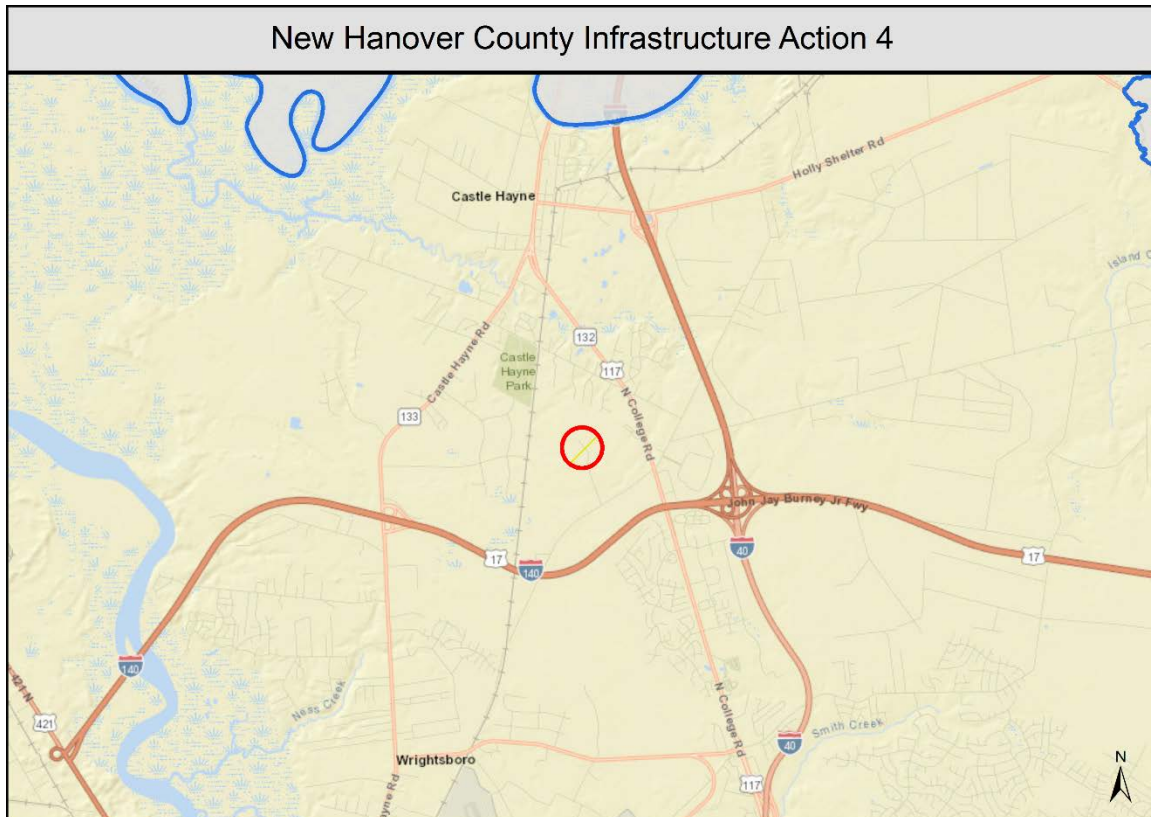 New Hanover County Infrastructure Action 4
Holly Shelter Rd
Castle Hayne
Island C
132
Castle Hayne Rd
117
Castle
Hayne
Park
N College Rd
133
John Jay Burney Jr Fwy
17
140
40
17
140
421 N
421
Ness Creek
N College Rd
Smith Creek
40
Wrightsboro
117
Hayne Rd
N